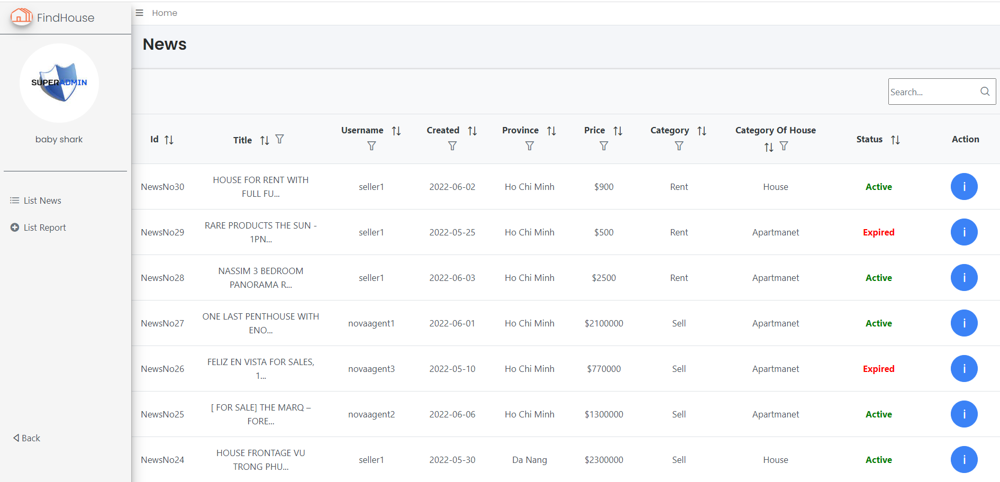 FindHouse
Home
SUPERADMIN
baby shark
List News
List Report
Back
News
Search...
Id Title Username Created Province Price Category Category Of House Status Action
NewsNo30 HOUSE FOR RENT WITH FULL FU... seller1 2022-06-02 Ho Chi Minh $900 Rent House Active i
NewsNo29 RARE PRODUCTS THE SUN - 1PN... seller1 2022-05-25 Ho Chi Minh $500 Rent Apartmanet Expired i
NewsNo28 NASSIM 3 BEDROOM PANORAMA R... seller1 2022-06-03 Ho Chi Minh $2500 Rent Apartmanet Active i
NewsNo27 ONE LAST PENTHOUSE WITH ENO... novaagent1 2022-06-01 Ho Chi Minh $2100000 Sell Apartmanet Active i
NewsNo26 FELIZ EN VISTA FOR SALES, 1... novaagent3 2022-05-10 Ho Chi Minh $770000 Sell Apartmanet Expired i
NewsNo25 [ FOR SALE] THE MARQ – FORE... novaagent2 2022-06-06 Ho Chi Minh $1300000 Sell Apartmanet Active i
NewsNo24 HOUSE FRONTAGE VU TRONG PHU... seller1 2022-05-30 Da Nang $2300000 Sell House Active i